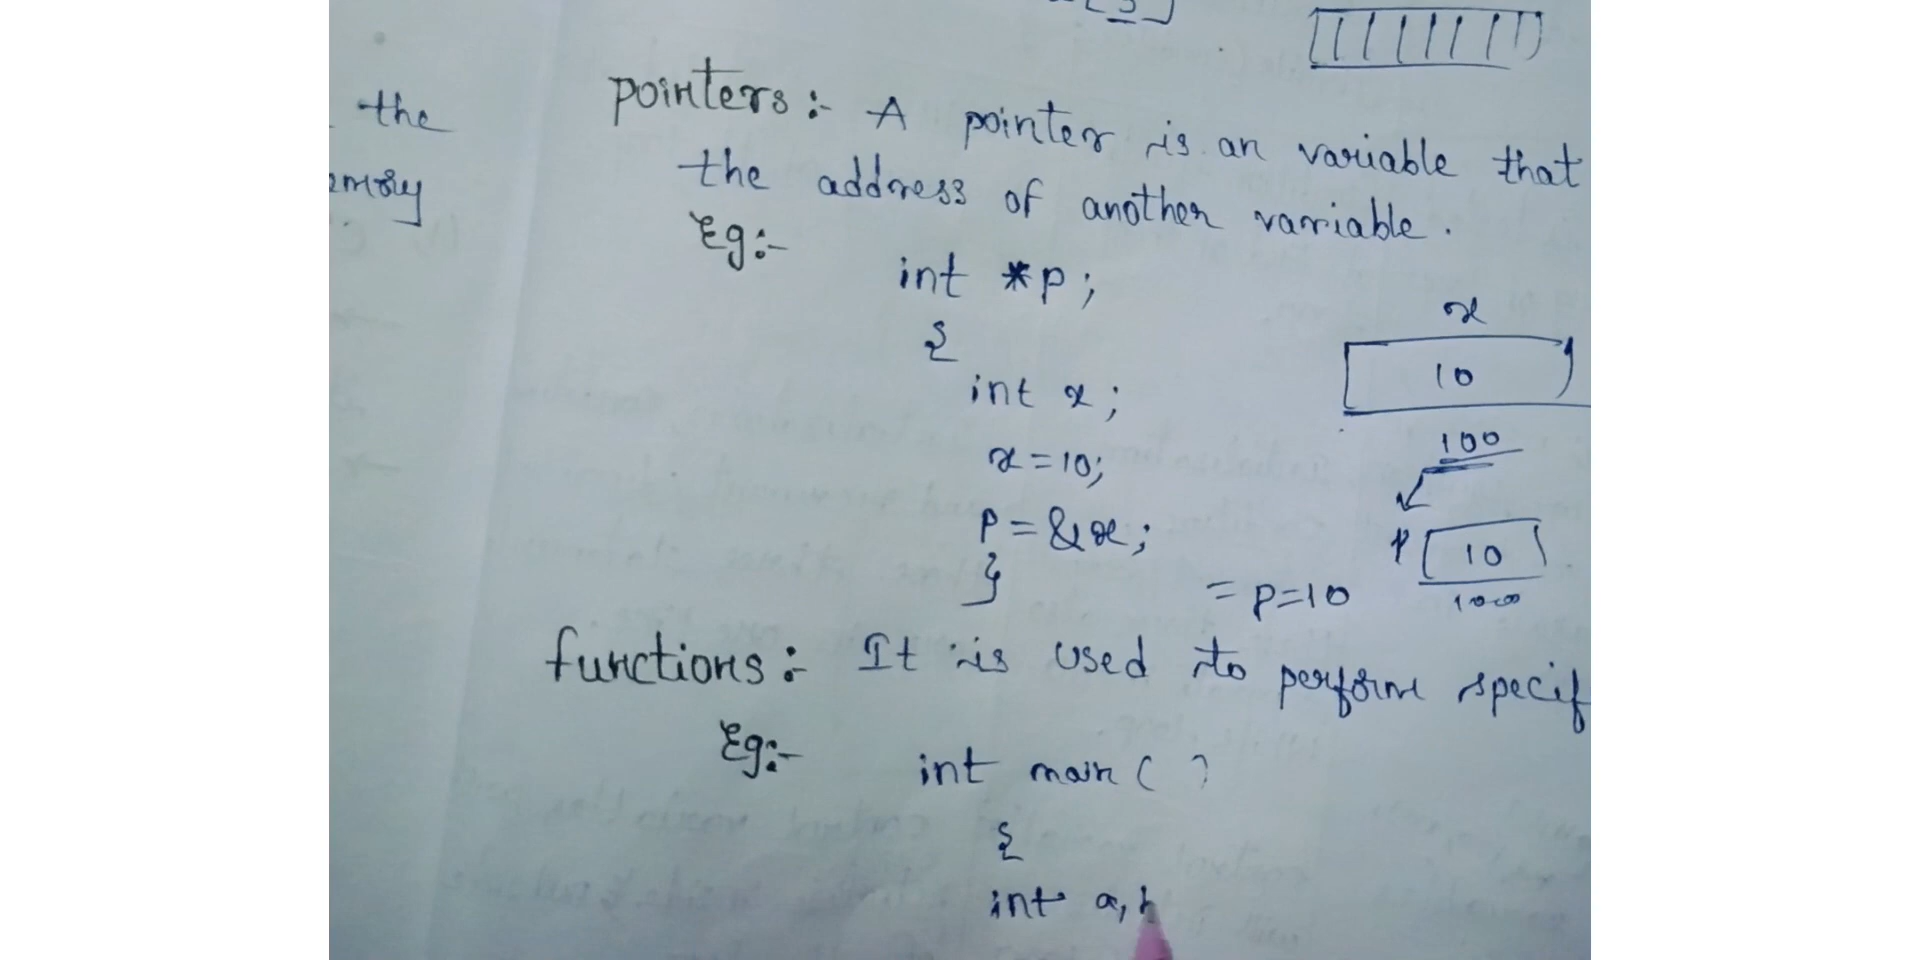 the
pointers:- A pointer is an variable that
the address of another variable.
Eg:-
int *p;
{
int x;
x
10
x=10;
100
p=&x;
p 10
}
=p=10
1000
functions:- It is used to perform specif
Eg:-
int main()
{
int a,b